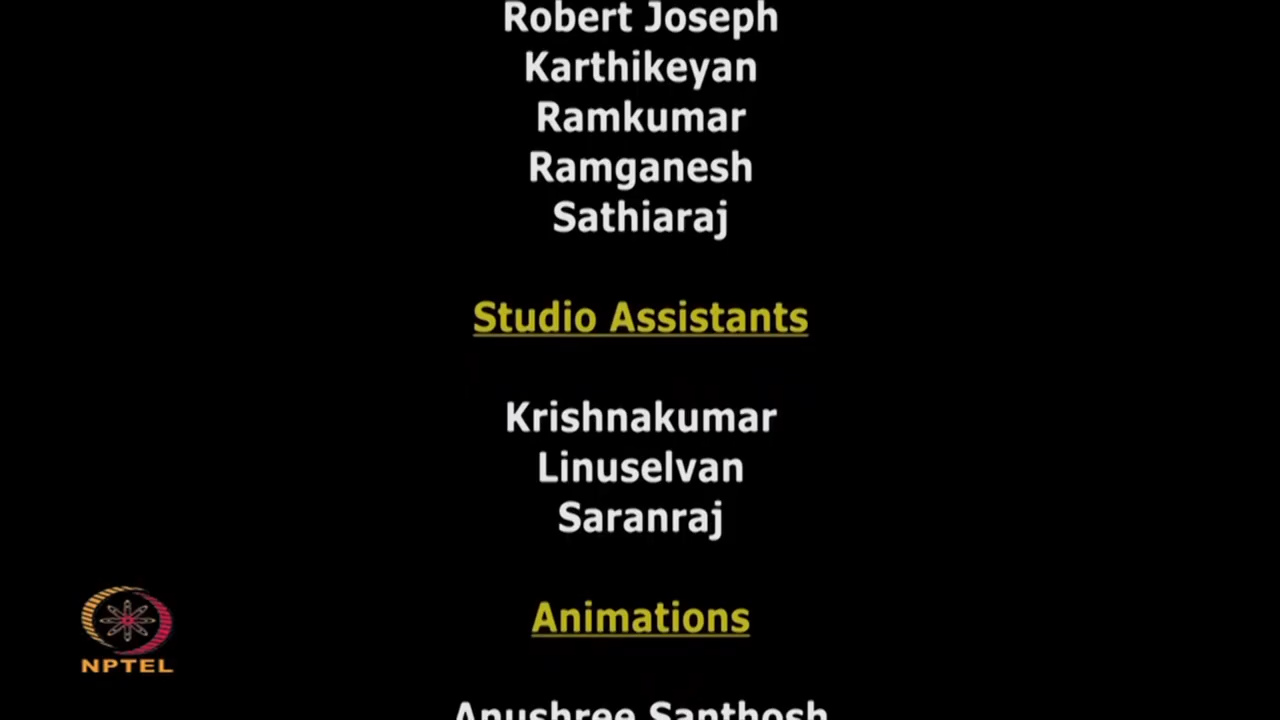 Robert Joseph
Karthikeyan
Ramkumar
Ramganesh
Sathiaraj
Studio Assistants
Krishnakumar
Linuselvan
Saranraj
Animations
NPTEL
Anushree Santhosh